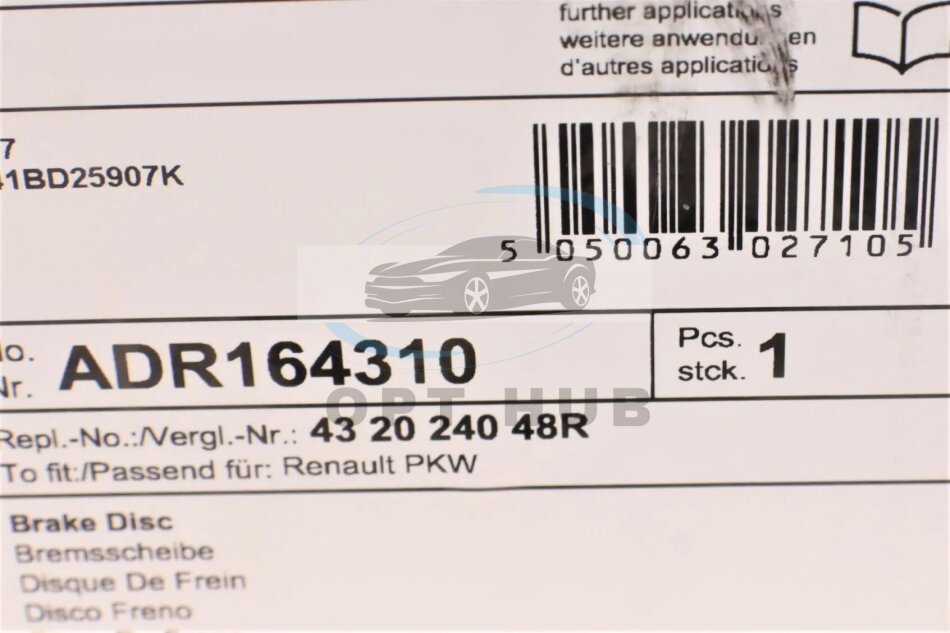 further applications
weitere anwendungen
d'autres applications
7
41BD25907K
5 050063 027105
No.
Nr.
ADR164310
Pcs.
stck.
1
OPT HUB
Repl.-No.:/Vergl.-Nr.: 43 20 240 48R
To fit:/Passend für: Renault PKW
Brake Disc
Bremsscheibe
Disque De Frein
Disco Freno